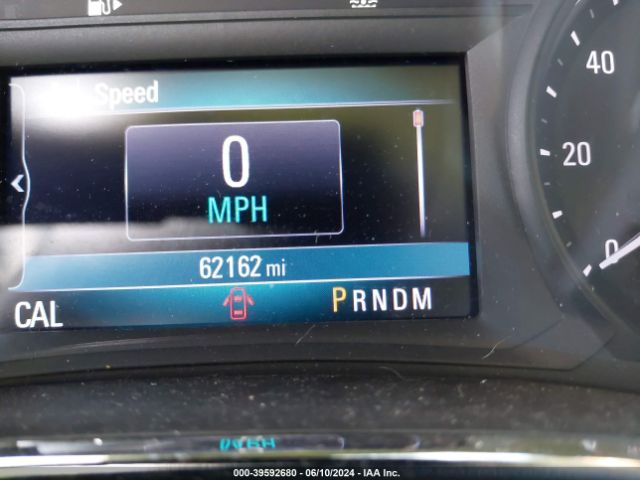 Speed
0
MPH
62162 mi
CAL
PRNDM
40
20
0
000-39592680 - 06/10/2024 - IAA Inc.